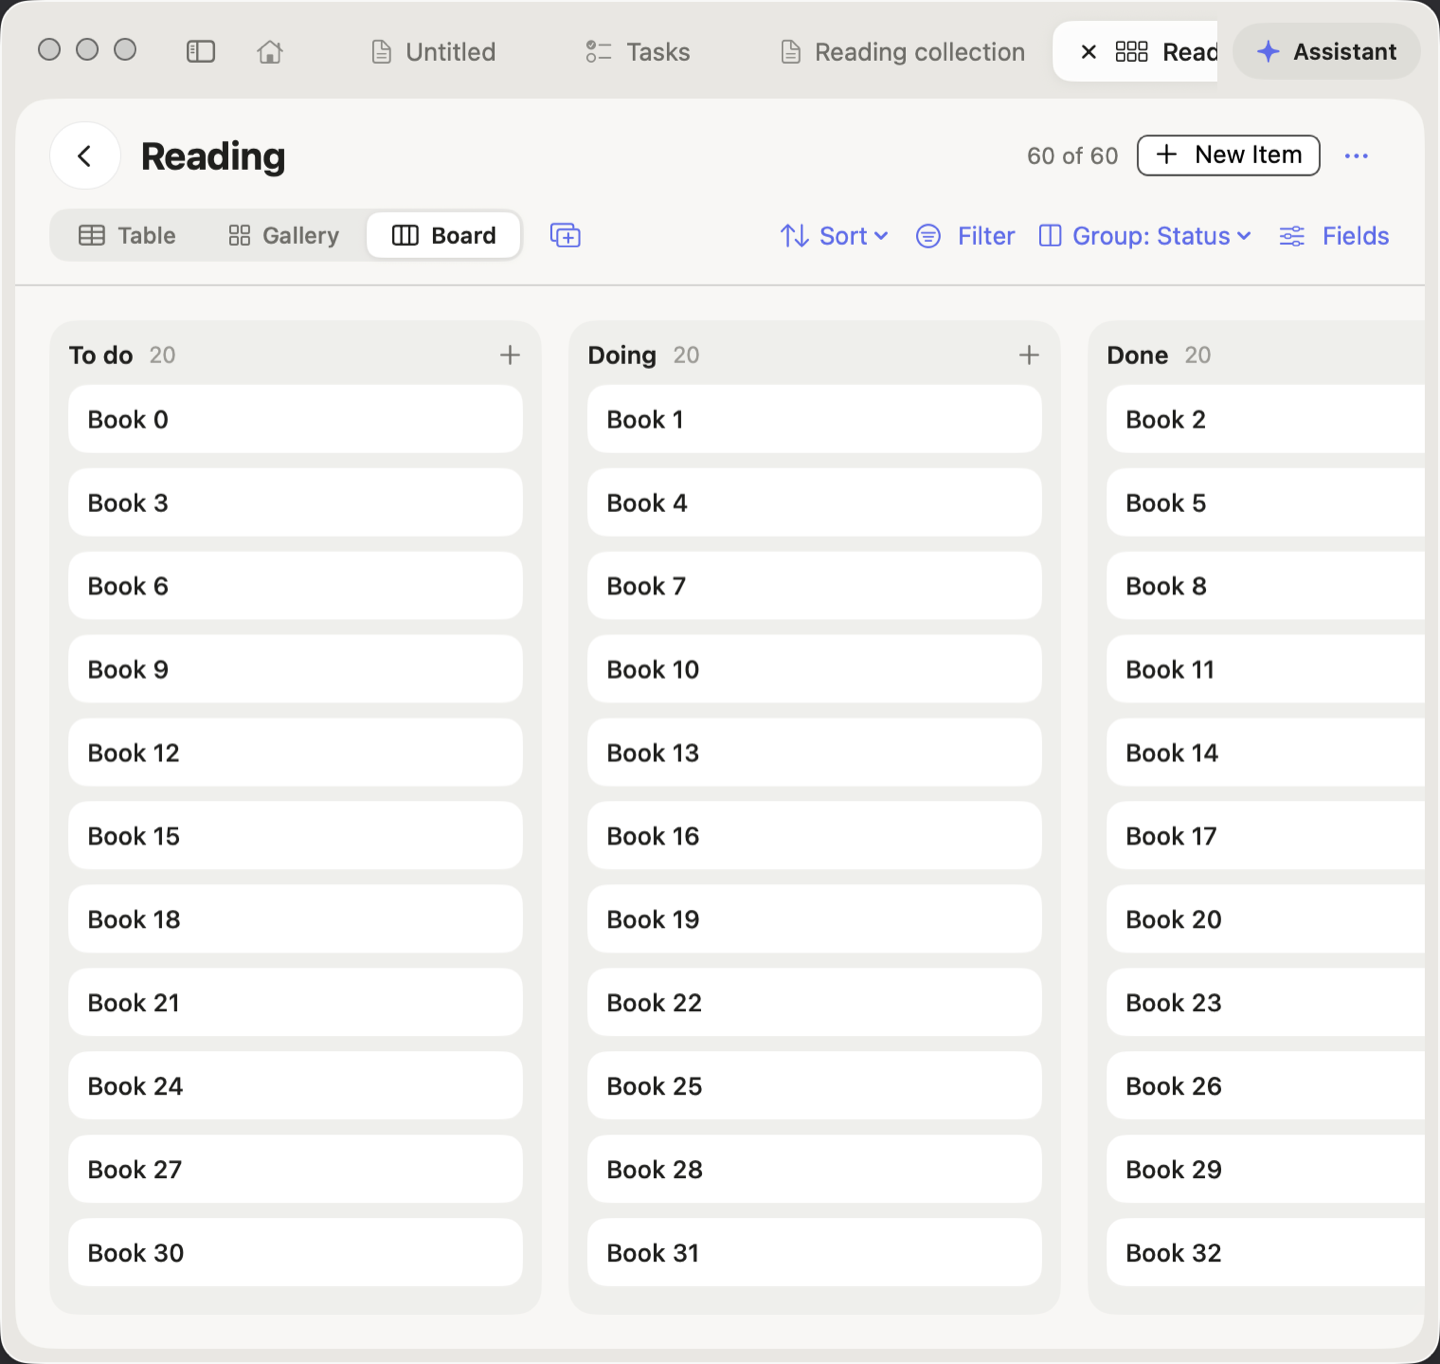 Untitled
Tasks
Reading collection
Read
Assistant
Reading
60 of 60
New Item
Table
Gallery
Board
Sort
Filter
Group: Status
Fields
To do 20
Book 0
Book 3
Book 6
Book 9
Book 12
Book 15
Book 18
Book 21
Book 24
Book 27
Book 30
Doing 20
Book 1
Book 4
Book 7
Book 10
Book 13
Book 16
Book 19
Book 22
Book 25
Book 28
Book 31
Done 20
Book 2
Book 5
Book 8
Book 11
Book 14
Book 17
Book 20
Book 23
Book 26
Book 29
Book 32